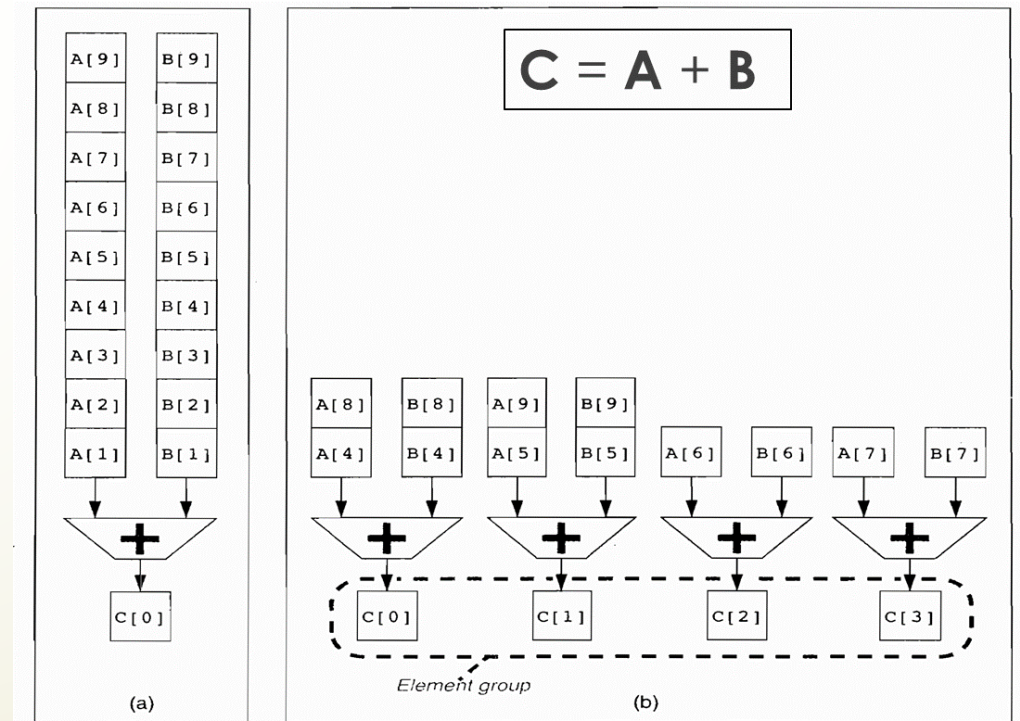 C = A + B
A[9] B[9]
A[8] B[8]
A[7] B[7]
A[6] B[6]
A[5] B[5]
A[4] B[4]
A[3] B[3]
A[2] B[2]
A[1] B[1]
+
C[0]
(a)
A[8] B[8] A[9] B[9]
A[4] B[4] A[5] B[5] A[6] B[6] A[7] B[7]
+ + + +
C[0] C[1] C[2] C[3]
Element group
(b)